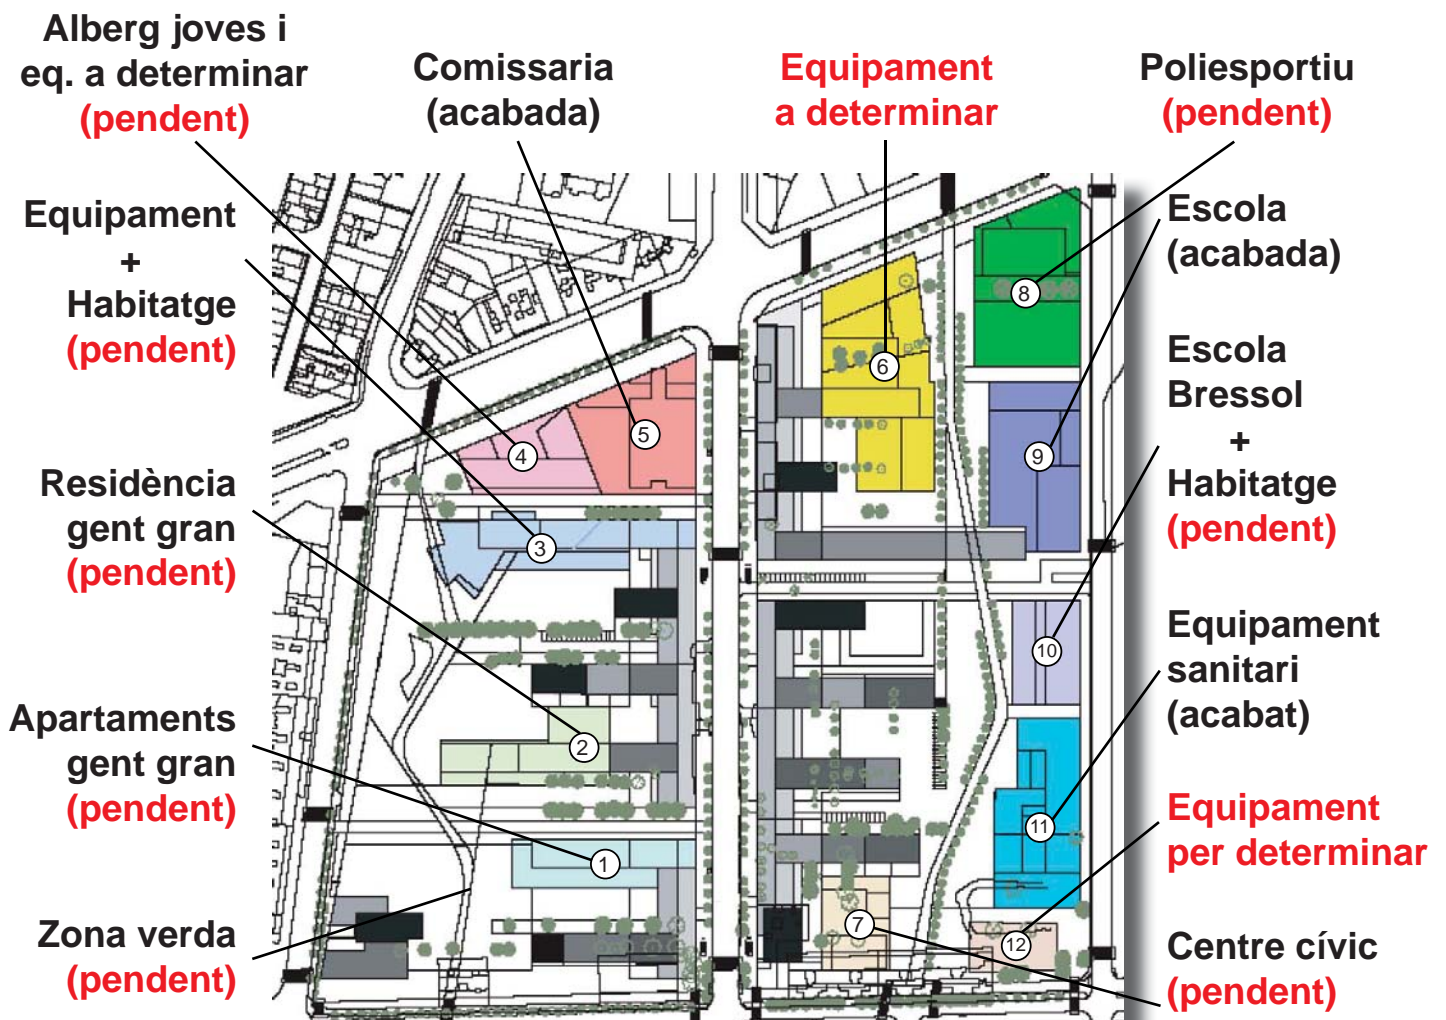 Alberg joves i
eq. a determinar
(pendent)
Comissaria
(acabada)
Equipament
a determinar
Poliesportiu
(pendent)
Equipament
+
Habitatge
(pendent)
Residència
gent gran
(pendent)
Apartaments
gent gran
(pendent)
Zona verda
(pendent)
Escola
(acabada)
Escola
Bressol
+
Habitatge
(pendent)
Equipament
sanitari
(acabat)
Equipament
per determinar
Centre cívic
(pendent)
8
6
5
4
9
3
10
2
11
1
7
12